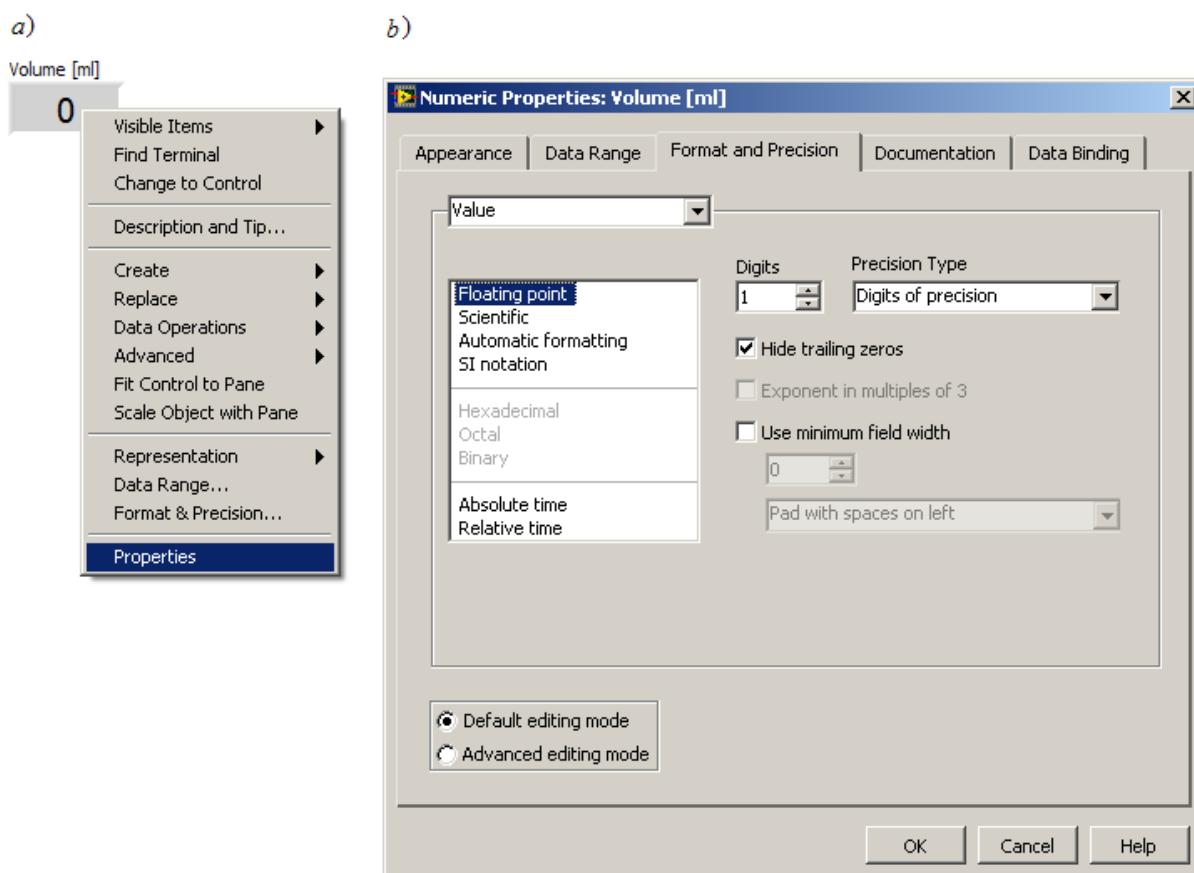 a)
Volume [ml]
0
Visible Items
Find Terminal
Change to Control
Description and Tip...
Create
Replace
Data Operations
Advanced
Fit Control to Pane
Scale Object with Pane
Representation
Data Range...
Format & Precision...
Properties
b)
Numeric Properties: Volume [ml]
Appearance Data Range Format and Precision Documentation Data Binding
Value
Floating point
Scientific
Automatic formatting
SI notation
Hexadecimal
Octal
Binary
Absolute time
Relative time
Digits Precision Type
1 Digits of precision
Hide trailing zeros
Exponent in multiples of 3
Use minimum field width
0
Pad with spaces on left
Default editing mode
Advanced editing mode
OK Cancel Help